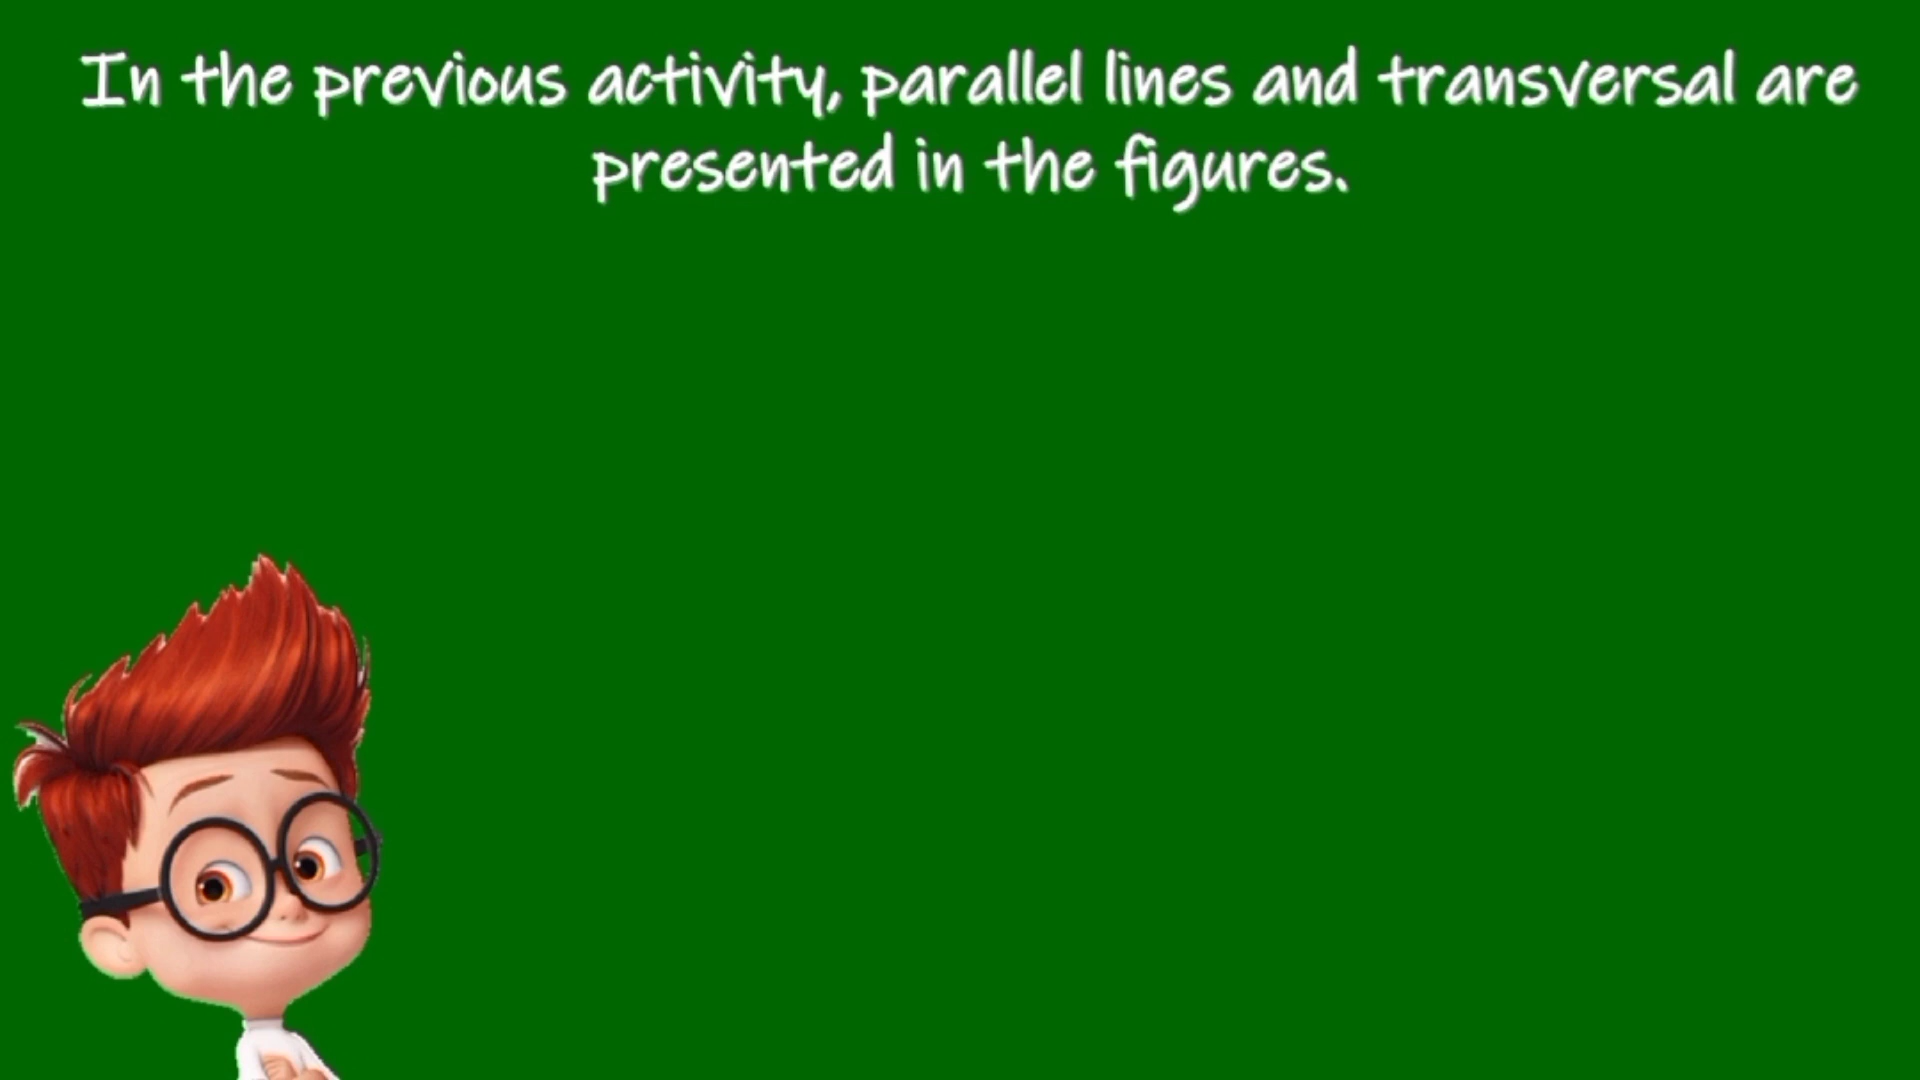 In the previous activity, parallel lines and transversal are
presented in the figures.